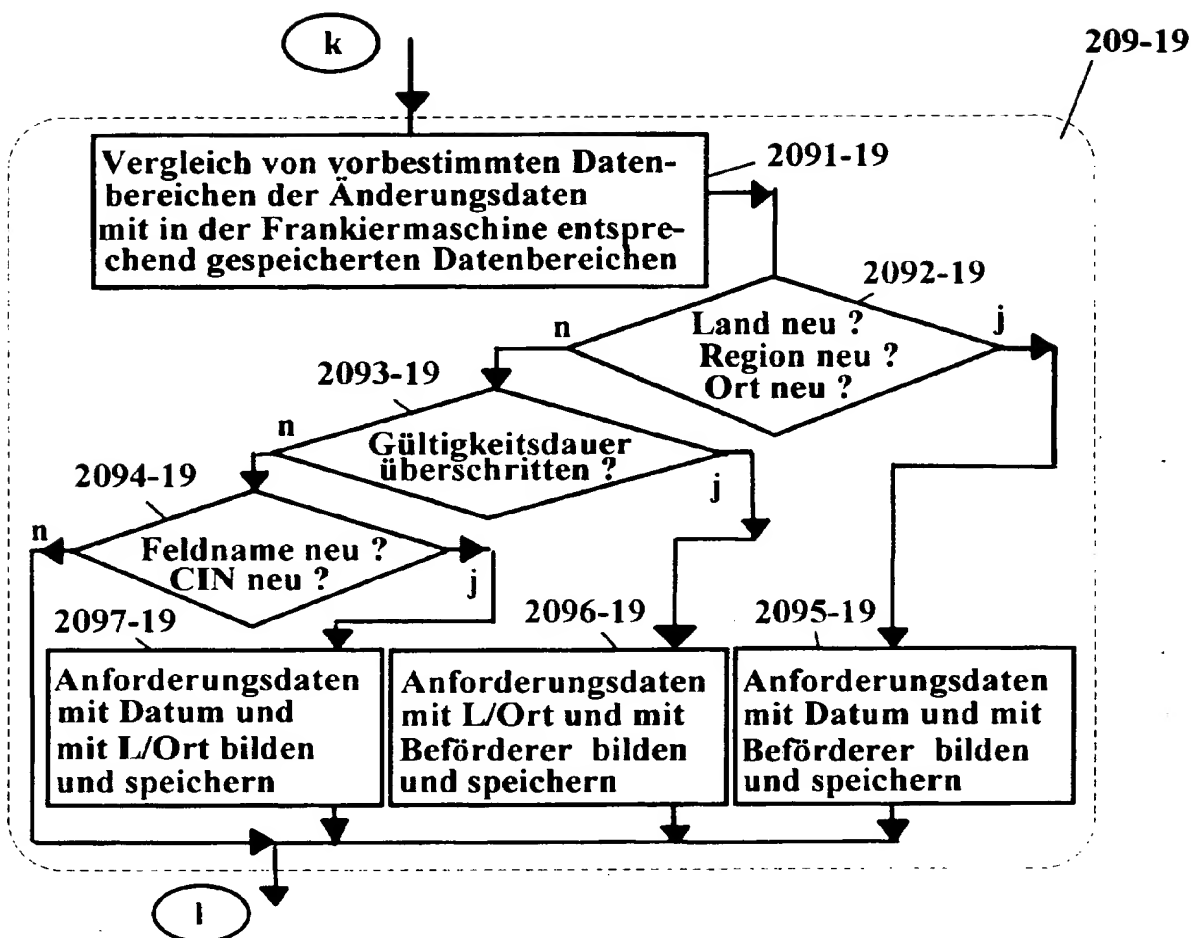 k
209-19
Vergleich von vorbestimmten Daten-
bereichen der Änderungsdaten
mit in der Frankiermaschine entspre-
chend gespeicherten Datenbereichen
2091-19
2092-19
n
Land neu ?
Region neu ?
Ort neu ?
j
2093-19
n
Gültigkeitsdauer
überschritten ?
j
2094-19
n
Feldname neu ?
CIN neu ?
j
2097-19
Anforderungsdaten
mit Datum und
mit L/Ort bilden
und speichern
2096-19
Anforderungsdaten
mit L/Ort und mit
Beförderer bilden
und speichern
2095-19
Anforderungsdaten
mit Datum und mit
Beförderer bilden
und speichern
l